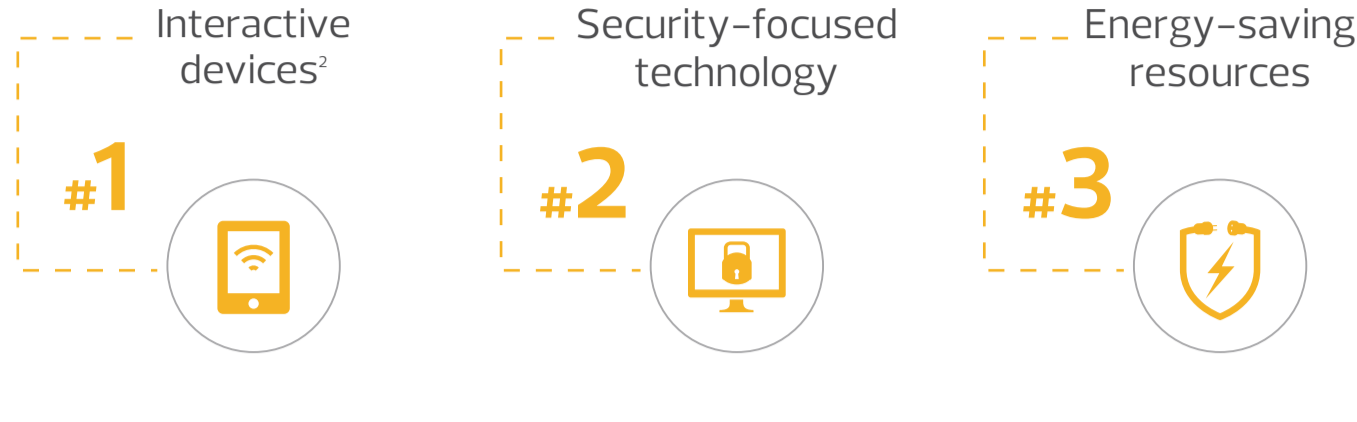 Interactive
devices²
#1
Security-focused
technology
#2
Energy-saving
resources
#3